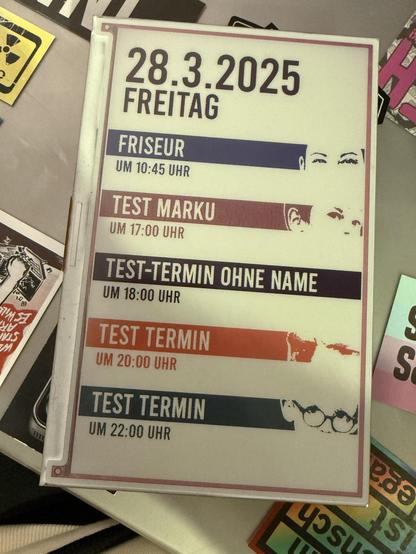 28.3.2025
FREITAG
FRISEUR
UM 10:45 UHR
TEST MARKU
UM 17:00 UHR
TEST-TERMIN OHNE NAME
UM 18:00 UHR
TEST TERMIN
UM 20:00 UHR
TEST TERMIN
UM 22:00 UHR